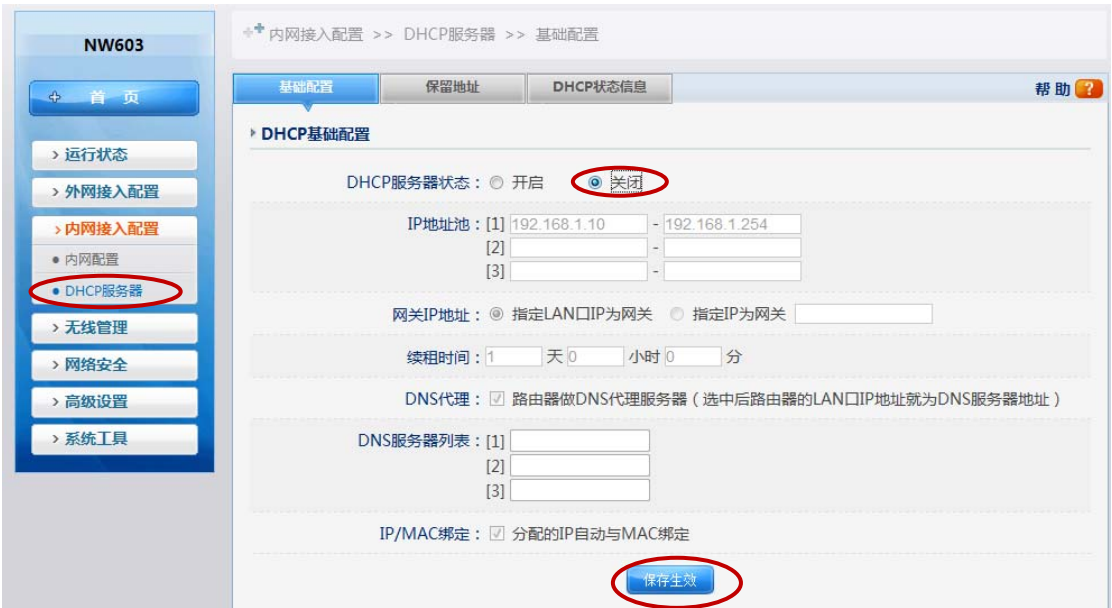 NW603
首 页
运行状态
外网接入配置
内网接入配置
内网配置
DHCP服务器
无线管理
网络安全
高级设置
系统工具
内网接入配置 >> DHCP服务器 >> 基础配置
基础配置 保留地址 DHCP状态信息 帮助 ?
DHCP基础配置
DHCP服务器状态： 开启 关闭
IP地址池：[1] 192.168.1.10 - 192.168.1.254
[2] -
[3] -
网关IP地址： 指定LAN口IP为网关 指定IP为网关
续租时间：1 天 0 小时 0 分
DNS代理： 路由器做DNS代理服务器（选中后路由器的LAN口IP地址就为DNS服务器地址）
DNS服务器列表：[1]
[2]
[3]
IP/MAC绑定： 分配的IP自动与MAC绑定
保存生效